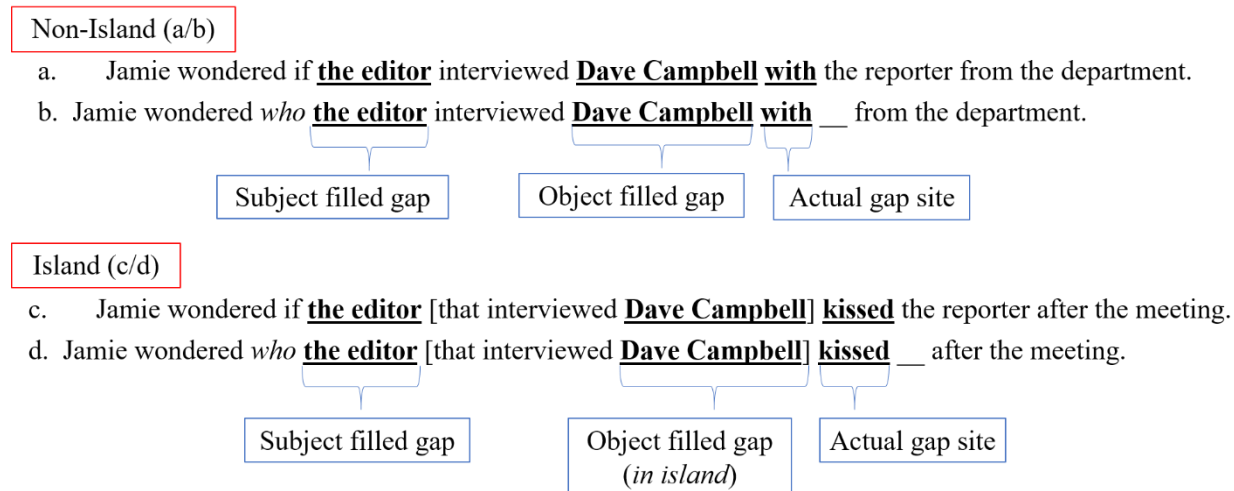 Non-Island (a/b)
a. Jamie wondered if the editor interviewed Dave Campbell with the reporter from the department.
b. Jamie wondered who the editor interviewed Dave Campbell with __ from the department.
Subject filled gap
Object filled gap
Actual gap site
Island (c/d)
c. Jamie wondered if the editor [that interviewed Dave Campbell] kissed the reporter after the meeting.
d. Jamie wondered who the editor [that interviewed Dave Campbell] kissed __ after the meeting.
Subject filled gap
Object filled gap
(in island)
Actual gap site